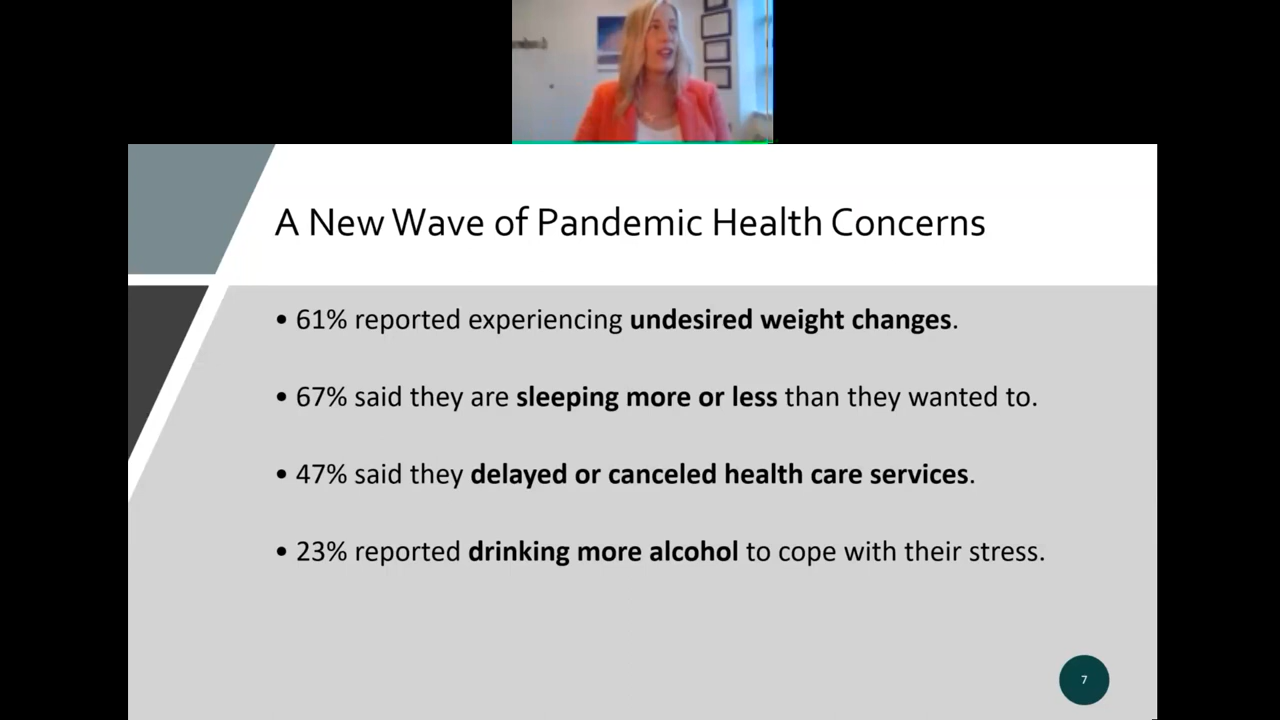 A New Wave of Pandemic Health Concerns
• 61% reported experiencing undesired weight changes.
• 67% said they are sleeping more or less than they wanted to.
• 47% said they delayed or canceled health care services.
• 23% reported drinking more alcohol to cope with their stress.
7